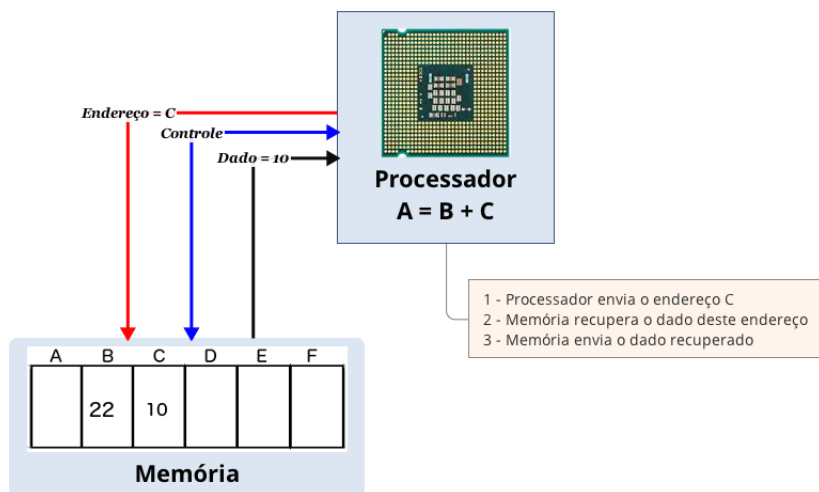 Endereço = C
Controle
Dado = 10
Processador
A = B + C
1 - Processador envia o endereço C
2 - Memória recupera o dado deste endereço
3 - Memória envia o dado recuperado
A B C D E F
22 10
Memória